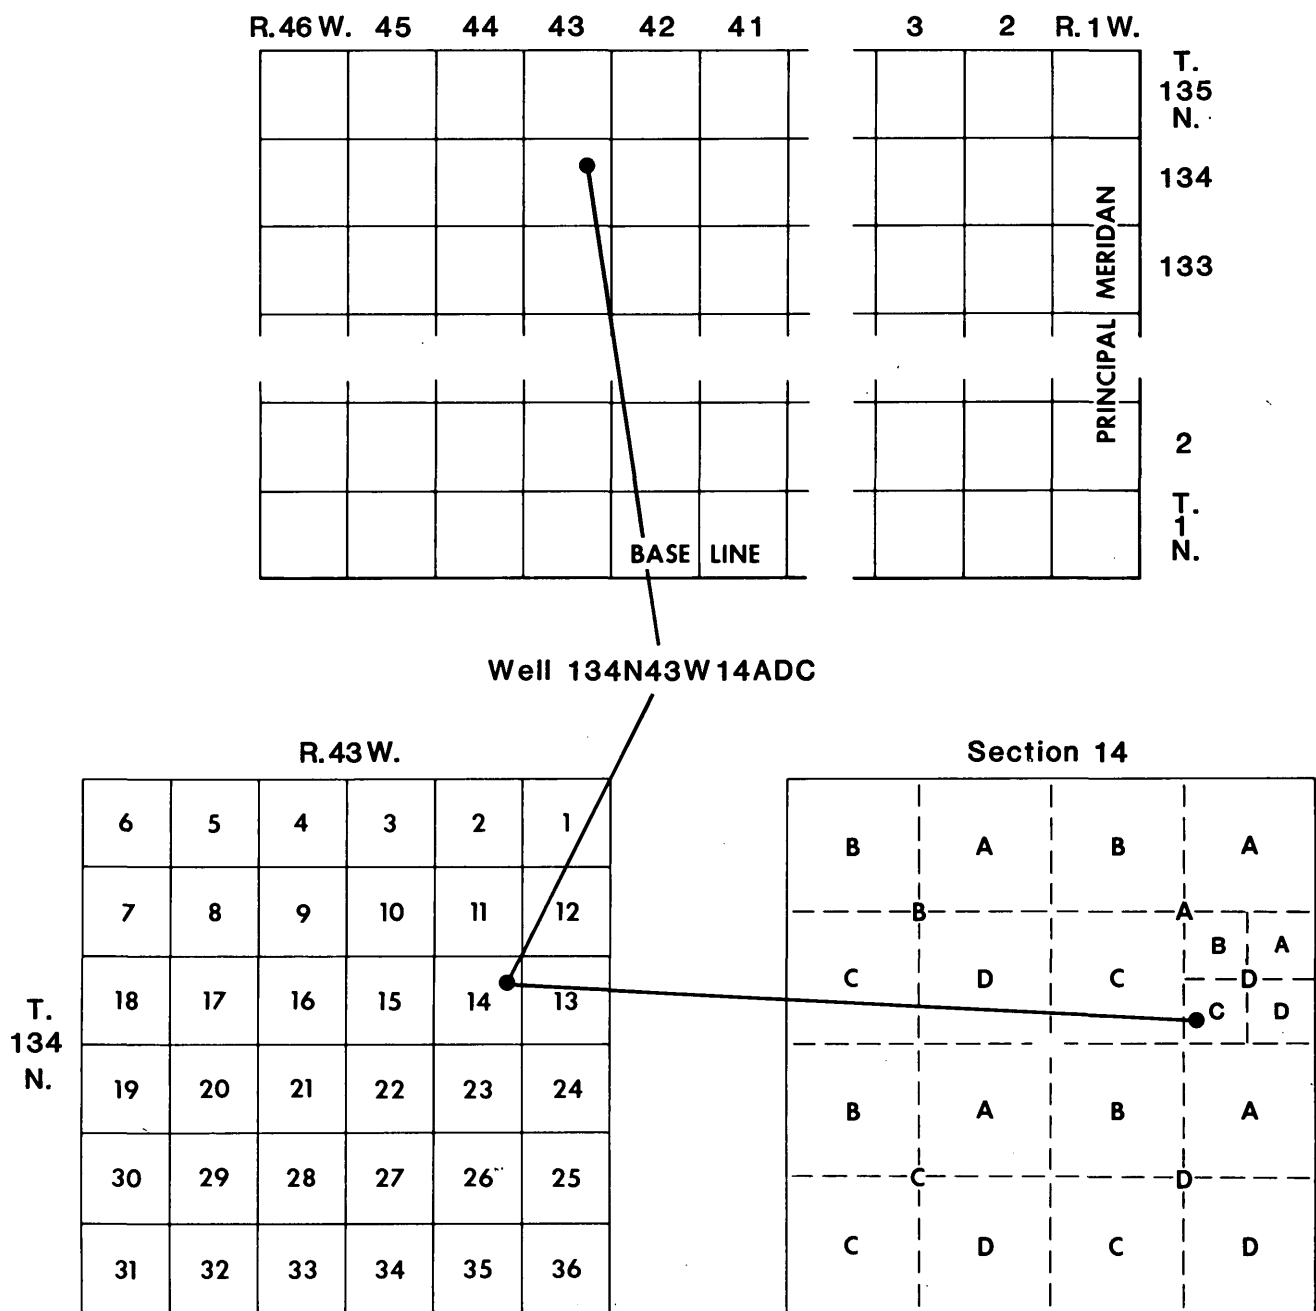 R.46W. 45 44 43 42 41 3 2 R.1W.
T.
135
N.
134
133
PRINCIPAL MERIDAN
2
T.
1
N.
BASE LINE
Well 134N43W14ADC
R.43W.
6 5 4 3 2 1
7 8 9 10 11 12
18 17 16 15 14 13
19 20 21 22 23 24
30 29 28 27 26 25
31 32 33 34 35 36
T.
134
N.
Section 14
B A B A
B A
B A
C D C D
C D
B A B A
C D
C D C D